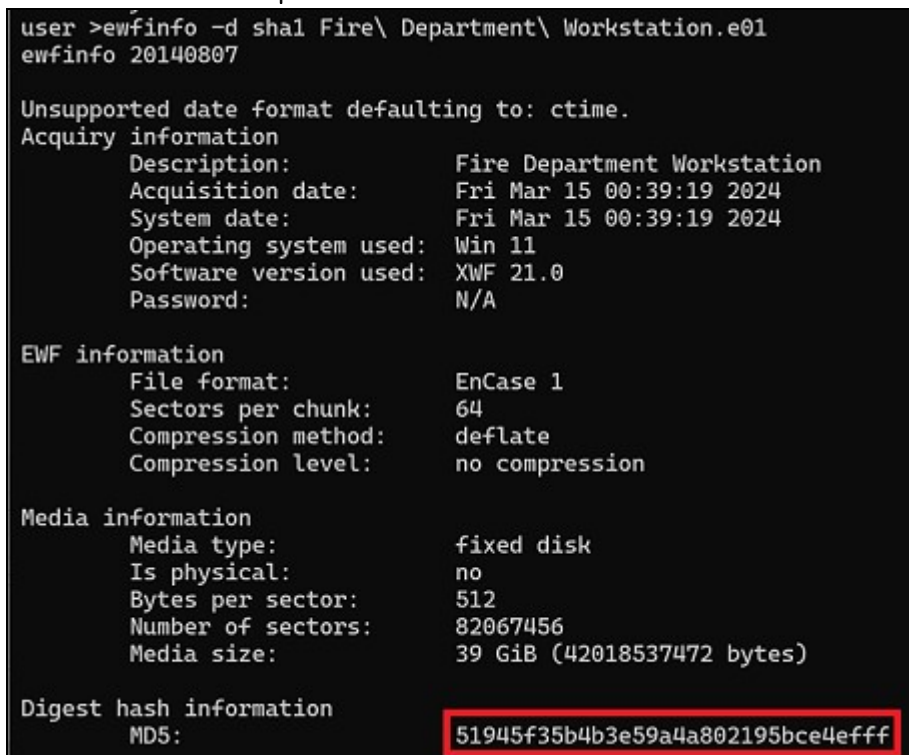 user >ewfinfo -d sha1 Fire\ Department\ Workstation.e01
ewfinfo 20140807
Unsupported date format defaulting to: ctime.
Acquiry information
Description: Fire Department Workstation
Acquisition date: Fri Mar 15 00:39:19 2024
System date: Fri Mar 15 00:39:19 2024
Operating system used: Win 11
Software version used: XWF 21.0
Password: N/A
EWF information
File format: EnCase 1
Sectors per chunk: 64
Compression method: deflate
Compression level: no compression
Media information
Media type: fixed disk
Is physical: no
Bytes per sector: 512
Number of sectors: 82067456
Media size: 39 GiB (42018537472 bytes)
Digest hash information
MD5: 51945f35b4b3e59a4a802195bce4efff